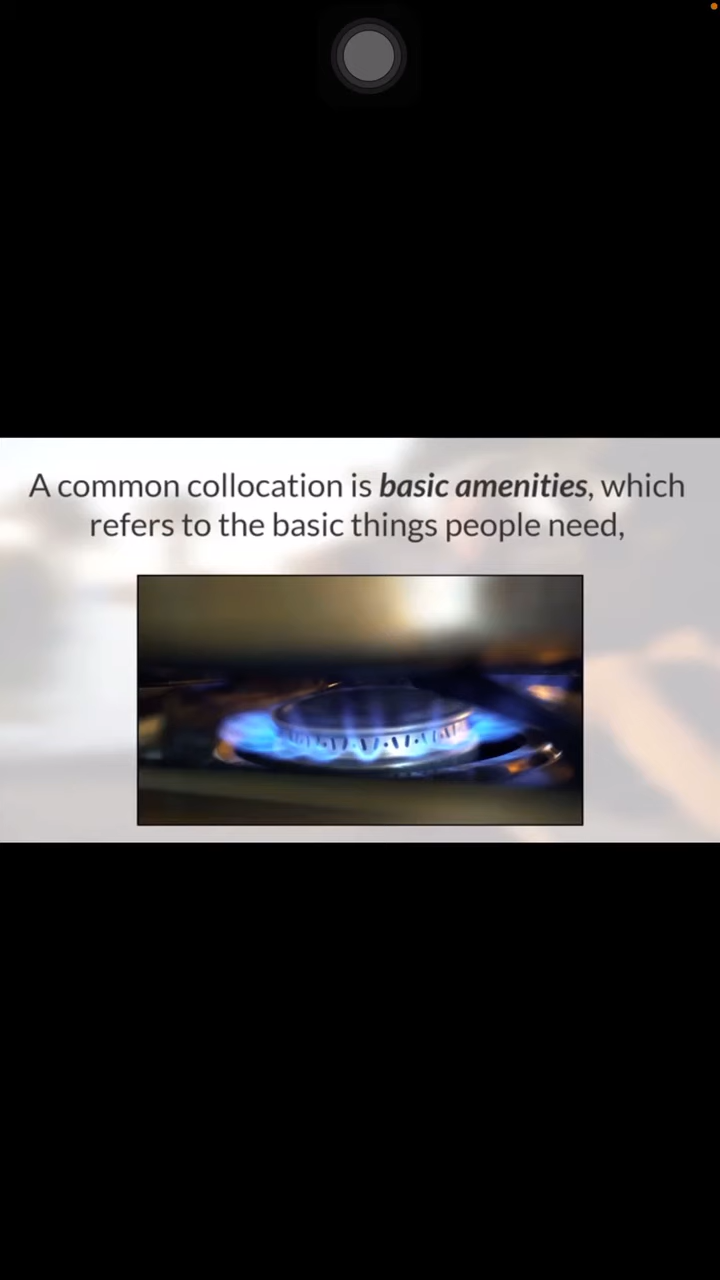 A common collocation is basic amenities, which
refers to the basic things people need,